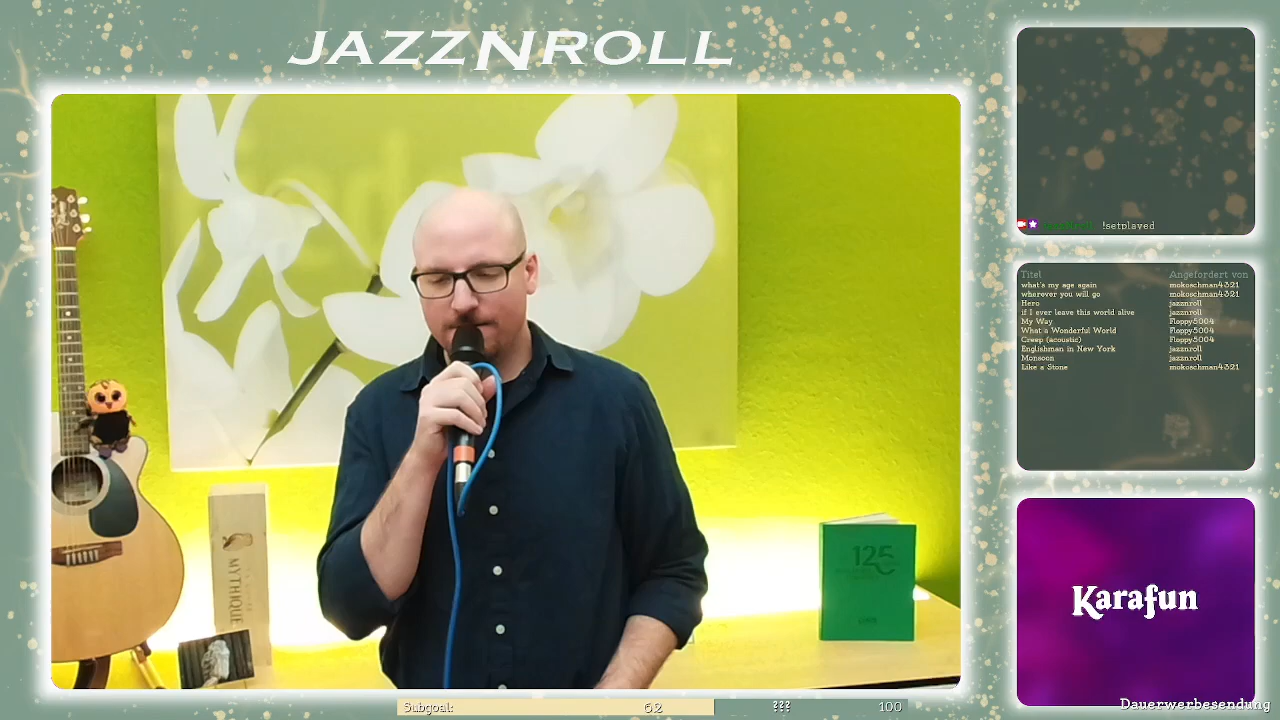 JAZZNROLL
!setplayed
Titel Angefordert von
what's my age again mokoschman4321
wherever you will go mokoschman4321
Hero jazznroll
if I ever leave this world alive jazznroll
My Way Floppy5004
What a Wonderful World Floppy5004
Creep (acoustic) Floppy5004
Englishman in New York jazznroll
Monsoon jazznroll
Like a Stone mokoschman4321
MYTHIQUE
125
Karafun
Dauerwerbesendung
Subgoal: 62 ??? 100